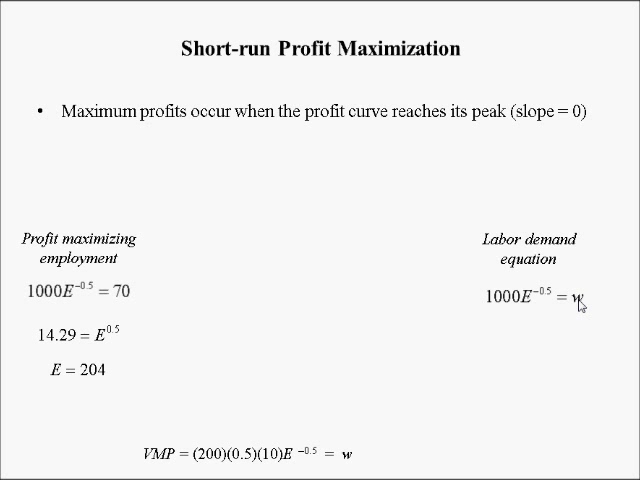 Short-run Profit Maximization
• Maximum profits occur when the profit curve reaches its peak (slope = 0)
Profit maximizing
employment
1000E^{-0.5} = 70
14.29 = E^{0.5}
E = 204
Labor demand
equation
1000E^{-0.5} = w
VMP = (200)(0.5)(10)E^{-0.5} = w